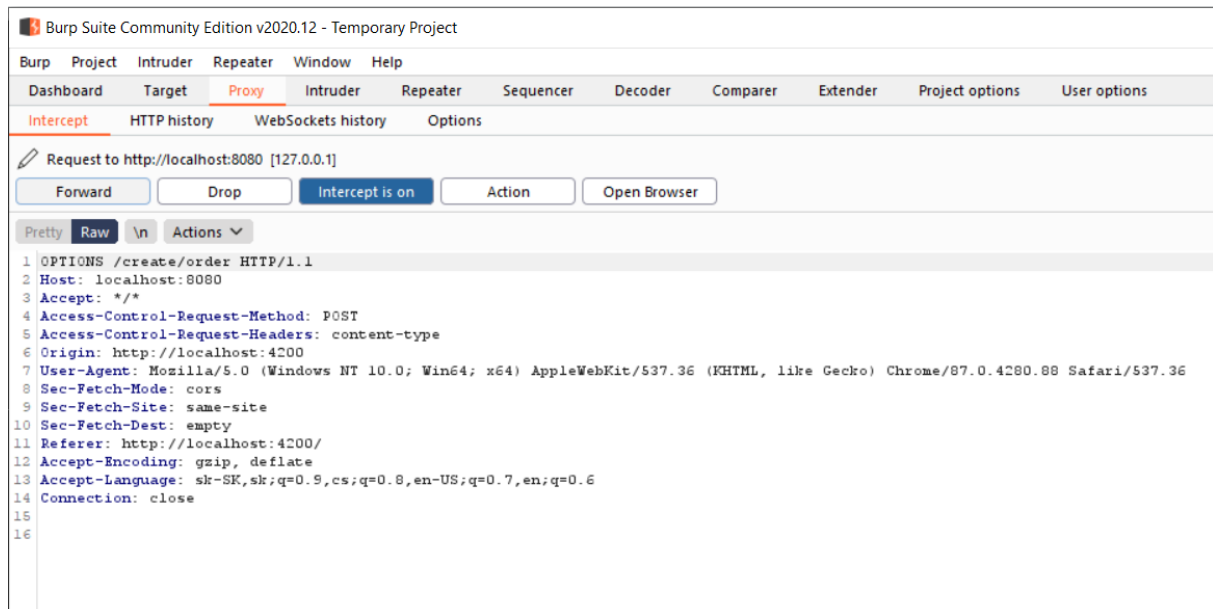 Burp Suite Community Edition v2020.12 - Temporary Project
Burp Project Intruder Repeater Window Help
Dashboard Target Proxy Intruder Repeater Sequencer Decoder Comparer Extender Project options User options
Intercept HTTP history WebSockets history Options
Request to http://localhost:8080 [127.0.0.1]
Forward Drop Intercept is on Action Open Browser
Pretty Raw \n Actions
1 OPTIONS /create/order HTTP/1.1
2 Host: localhost:8080
3 Accept: */*
4 Access-Control-Request-Method: POST
5 Access-Control-Request-Headers: content-type
6 Origin: http://localhost:4200
7 User-Agent: Mozilla/5.0 (Windows NT 10.0; Win64; x64) AppleWebKit/537.36 (KHTML, like Gecko) Chrome/87.0.4280.88 Safari/537.36
8 Sec-Fetch-Mode: cors
9 Sec-Fetch-Site: same-site
10 Sec-Fetch-Dest: empty
11 Referer: http://localhost:4200/
12 Accept-Encoding: gzip, deflate
13 Accept-Language: sk-SK,sk;q=0.9,cs;q=0.8,en-US;q=0.7,en;q=0.6
14 Connection: close
15
16